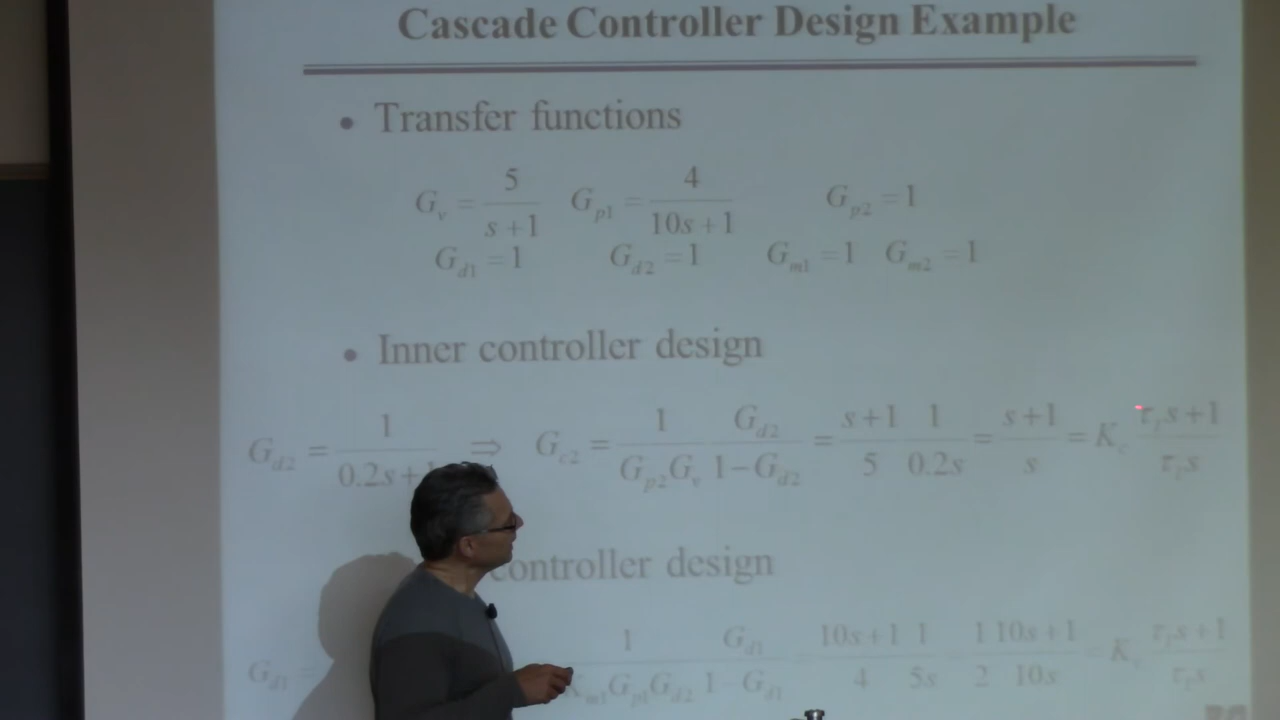 Cascade Controller Design Example
• Transfer functions
G_v = 5/(s+1) G_p1 = 4/(10s+1) G_p2 = 1
G_d1 = 1 G_d2 = 1 G_m1 = 1 G_m2 = 1
• Inner controller design
G_d2 = 1/(0.2s+ ⇒ G_c2 = 1/(G_p2 G_v) G_d2/(1−G_d2) = (s+1)/5 1/(0.2s) = (s+1)/s = K_c (τ_I s+1)/(τ_I s)
controller design
G_d1 = 1/(K_m1 G_p1 G_d2) G_d1/(1−G_d1) (10s+1)/4 1/(5s) = 1/2 (10s+1)/(10s) = K_c (τ_I s+1)/(τ_I s)